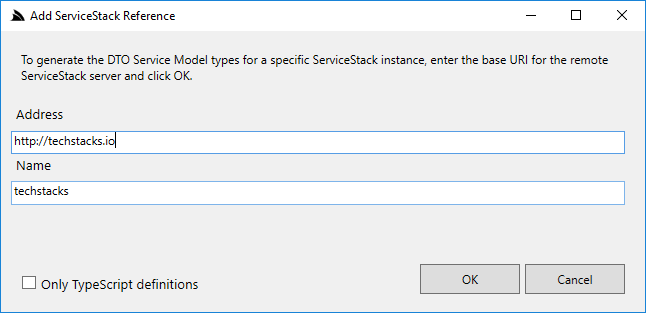 Add ServiceStack Reference
To generate the DTO Service Model types for a specific ServiceStack instance, enter the base URI for the remote
ServiceStack server and click OK.
Address
http://techstacks.io
Name
techstacks
Only TypeScript definitions
OK
Cancel